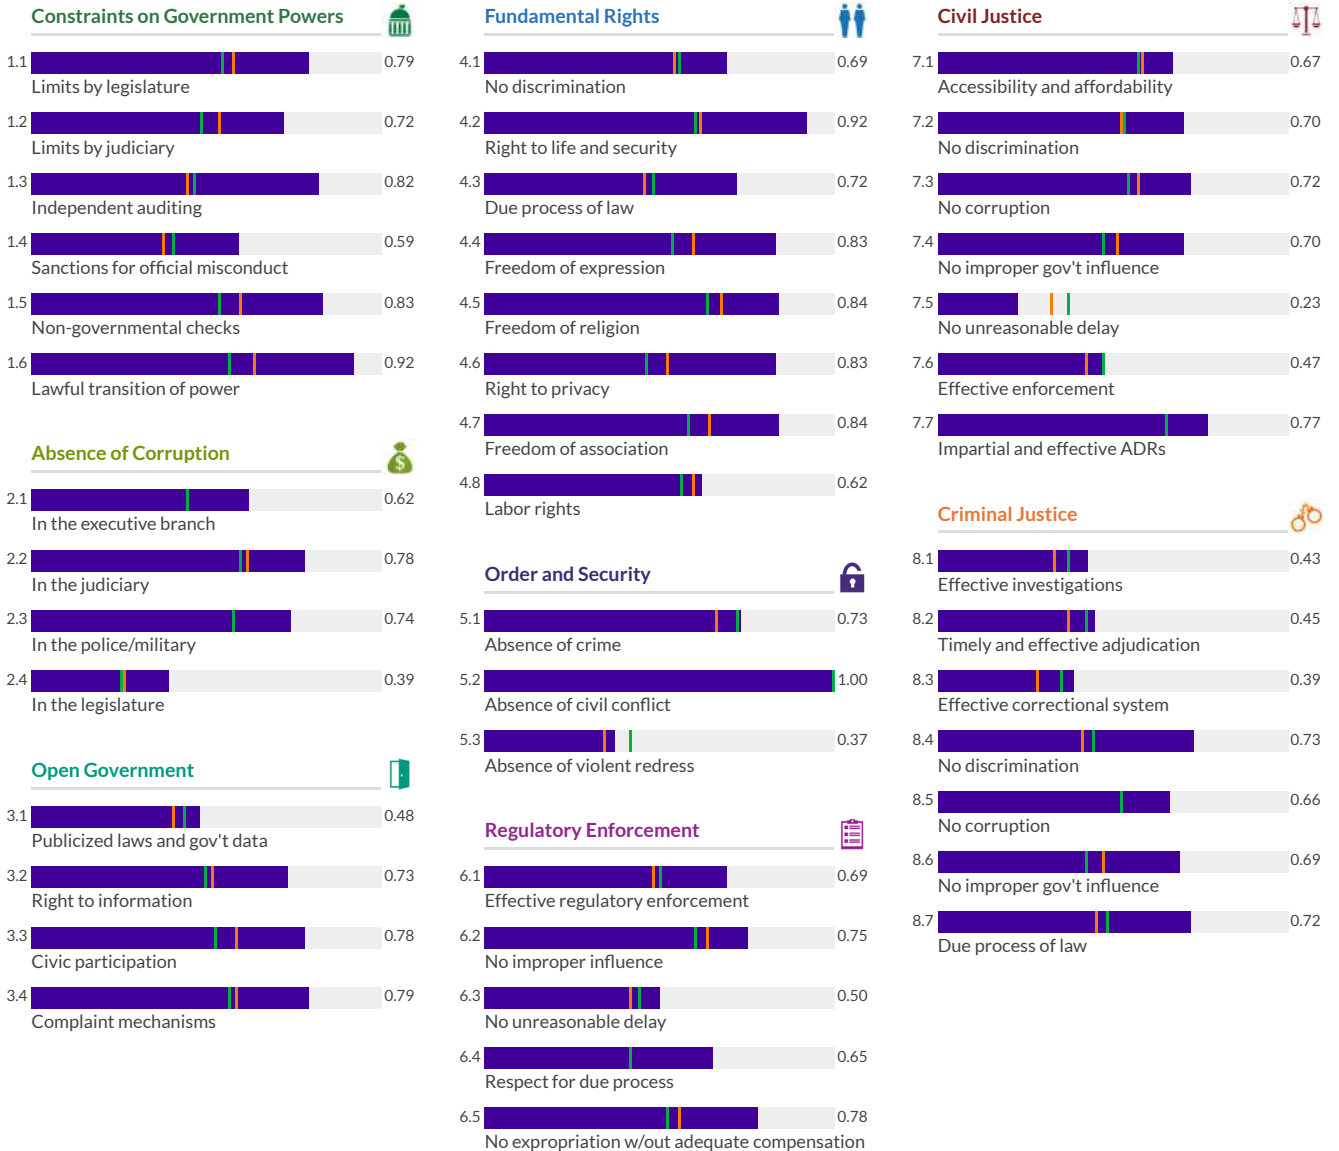 Constraints on Government Powers
1.1 0.79
Limits by legislature
1.2 0.72
Limits by judiciary
1.3 0.82
Independent auditing
1.4 0.59
Sanctions for official misconduct
1.5 0.83
Non-governmental checks
1.6 0.92
Lawful transition of power
Absence of Corruption
$
2.1 0.62
In the executive branch
2.2 0.78
In the judiciary
2.3 0.74
In the police/military
2.4 0.39
In the legislature
Open Government
3.1 0.48
Publicized laws and gov't data
3.2 0.73
Right to information
3.3 0.78
Civic participation
3.4 0.79
Complaint mechanisms
Fundamental Rights
4.1 0.69
No discrimination
4.2 0.92
Right to life and security
4.3 0.72
Due process of law
4.4 0.83
Freedom of expression
4.5 0.84
Freedom of religion
4.6 0.83
Right to privacy
4.7 0.84
Freedom of association
4.8 0.62
Labor rights
Order and Security
5.1 0.73
Absence of crime
5.2 1.00
Absence of civil conflict
5.3 0.37
Absence of violent redress
Regulatory Enforcement
6.1 0.69
Effective regulatory enforcement
6.2 0.75
No improper influence
6.3 0.50
No unreasonable delay
6.4 0.65
Respect for due process
6.5 0.78
No expropriation w/out adequate compensation
Civil Justice
7.1 0.67
Accessibility and affordability
7.2 0.70
No discrimination
7.3 0.72
No corruption
7.4 0.70
No improper gov't influence
7.5 0.23
No unreasonable delay
7.6 0.47
Effective enforcement
7.7 0.77
Impartial and effective ADRs
Criminal Justice
8.1 0.43
Effective investigations
8.2 0.45
Timely and effective adjudication
8.3 0.39
Effective correctional system
8.4 0.73
No discrimination
8.5 0.66
No corruption
8.6 0.69
No improper gov't influence
8.7 0.72
Due process of law